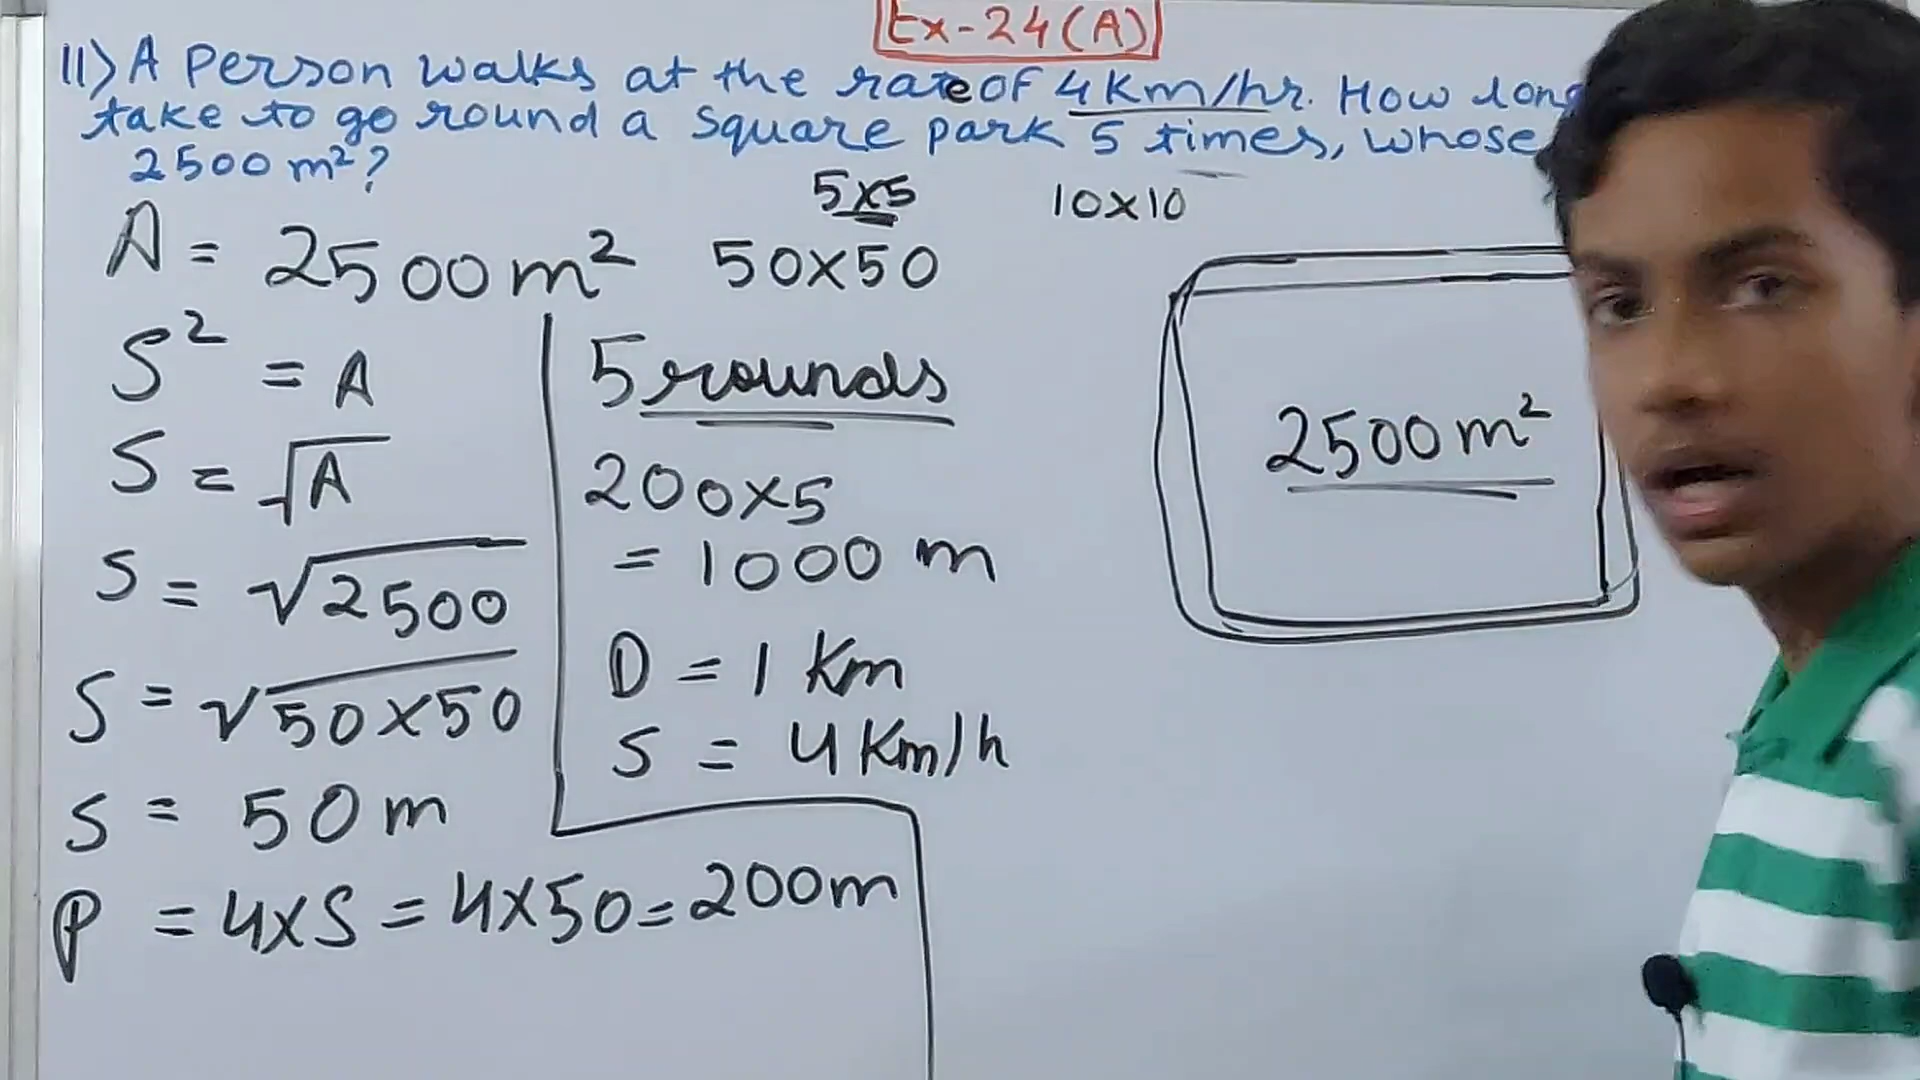 Ex-24(A)
11) A Person walks at the rate of 4 Km/hr. How long
take to go round a square park 5 times, whose
2500 m²?
5x5
10x10
A = 2500 m²
50x50
S² = A
S = √A
S = √2500
S = √50x50
S = 50 m
P = 4xS = 4x50 = 200m
5 rounds
200x5
= 1000 m
D = 1 Km
S = 4 Km/h
2500 m²